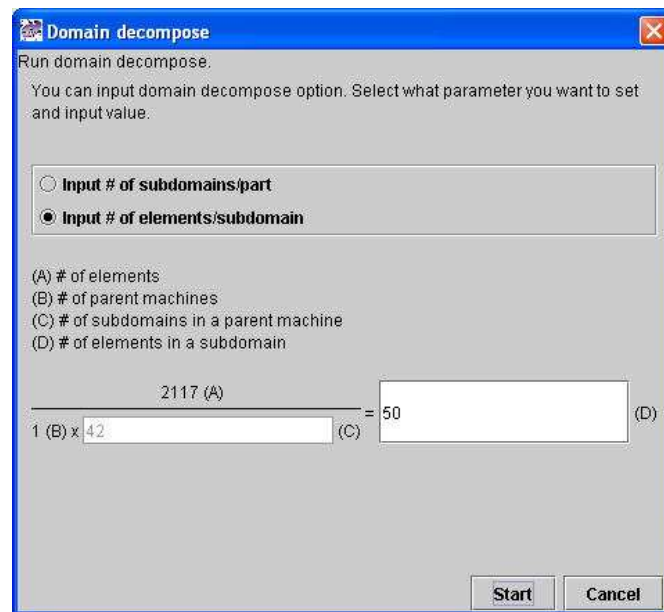 Domain decompose
Run domain decompose.
You can input domain decompose option. Select what parameter you want to set
and input value.
Input # of subdomains/part
Input # of elements/subdomain
(A) # of elements
(B) # of parent machines
(C) # of subdomains in a parent machine
(D) # of elements in a subdomain
2117 (A)
1 (B) x 42 (C) = 50 (D)
Start Cancel